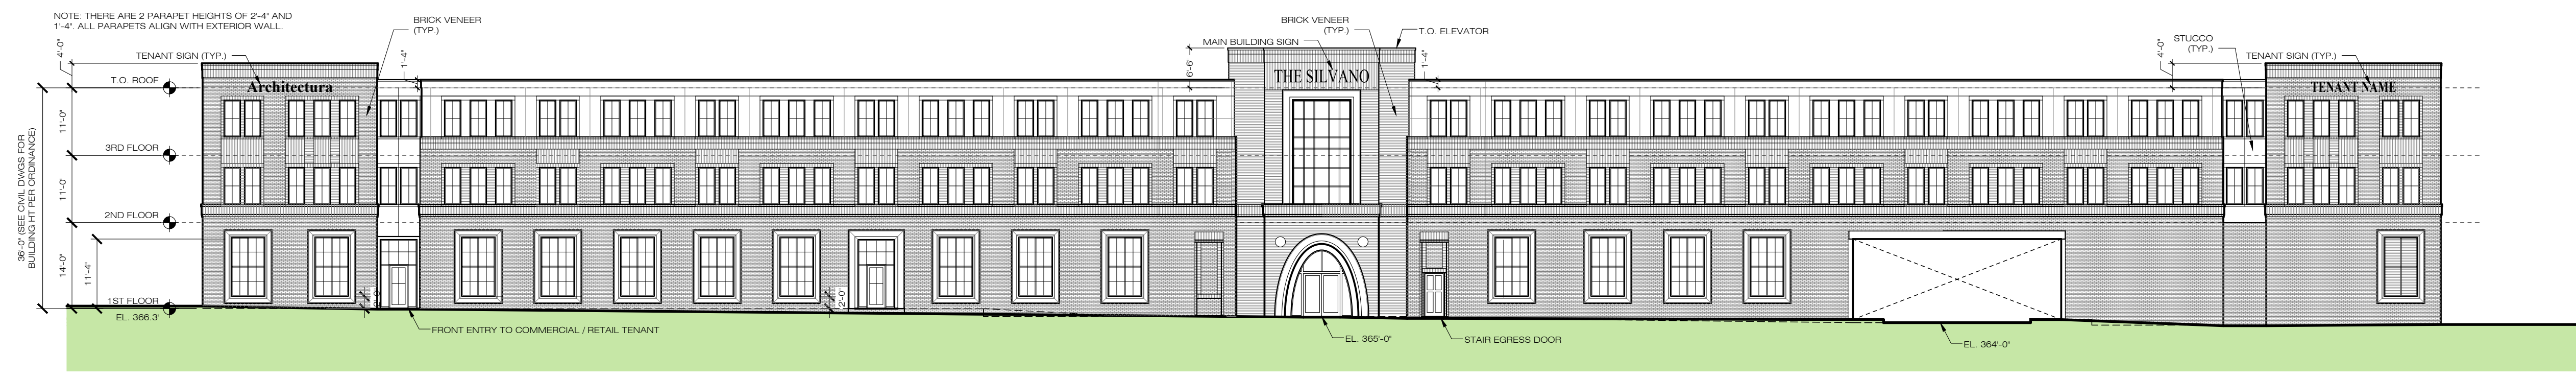 NOTE: THERE ARE 2 PARAPET HEIGHTS OF 2'-4" AND
1'-4". ALL PARAPETS ALIGN WITH EXTERIOR WALL.
BRICK VENEER
(TYP.)
BRICK VENEER
(TYP.)
T.O. ELEVATOR
MAIN BUILDING SIGN
STUCCO
(TYP.)
TENANT SIGN (TYP.)
TENANT SIGN (TYP.)
4'-0"
1'-4"
6'-6"
1'-4"
4'-0"
T.O. ROOF
Architectura
THE SILVANO
TENANT NAME
11'-0"
3RD FLOOR
11'-0"
2ND FLOOR
36'-0" (SEE CIVIL DWGS FOR
BUILDING HT PER ORDINANCE)
14'-0"
11'-4"
1ST FLOOR
EL. 366.3'
2'-0"
FRONT ENTRY TO COMMERCIAL / RETAIL TENANT
EL. 365'-0"
STAIR EGRESS DOOR
EL. 364'-0"